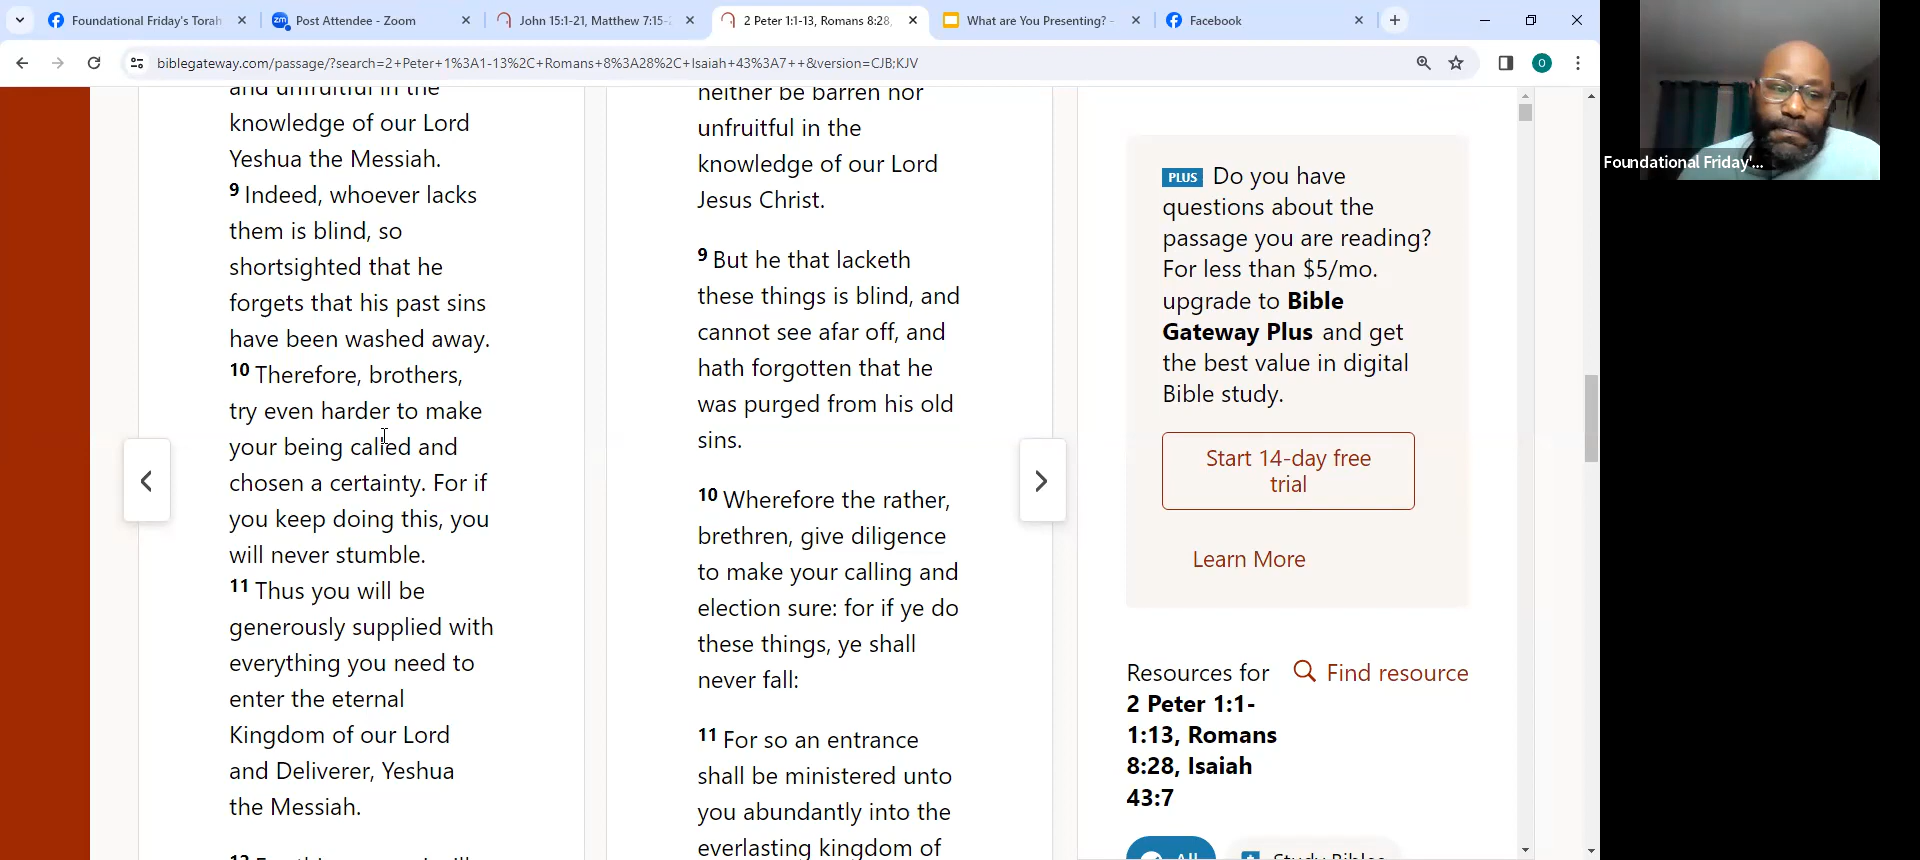 Foundational Friday's Torah
Post Attendee - Zoom
John 15:1-21, Matthew 7:15-2
2 Peter 1:1-13, Romans 8:28,
What are You Presenting? -
Facebook
biblegateway.com/passage/?search=2+Peter+1%3A1-13%2C+Romans+8%3A28%2C+Isaiah+43%3A7++&version=CJB;KJV
O
and unfruitful in the
knowledge of our Lord
Yeshua the Messiah.
9 Indeed, whoever lacks
them is blind, so
shortsighted that he
forgets that his past sins
have been washed away.
10 Therefore, brothers,
try even harder to make
your being called and
chosen a certainty. For if
you keep doing this, you
will never stumble.
11 Thus you will be
generously supplied with
everything you need to
enter the eternal
Kingdom of our Lord
and Deliverer, Yeshua
the Messiah.
neither be barren nor
unfruitful in the
knowledge of our Lord
Jesus Christ.
9 But he that lacketh
these things is blind, and
cannot see afar off, and
hath forgotten that he
was purged from his old
sins.
10 Wherefore the rather,
brethren, give diligence
to make your calling and
election sure: for if ye do
these things, ye shall
never fall:
11 For so an entrance
shall be ministered unto
you abundantly into the
everlasting kingdom of
PLUS Do you have
questions about the
passage you are reading?
For less than $5/mo.
upgrade to Bible
Gateway Plus and get
the best value in digital
Bible study.
Start 14-day free
trial
Learn More
Resources for
2 Peter 1:1-
1:13, Romans
8:28, Isaiah
43:7
Find resource
All
Study Bibles
Foundational Friday'...